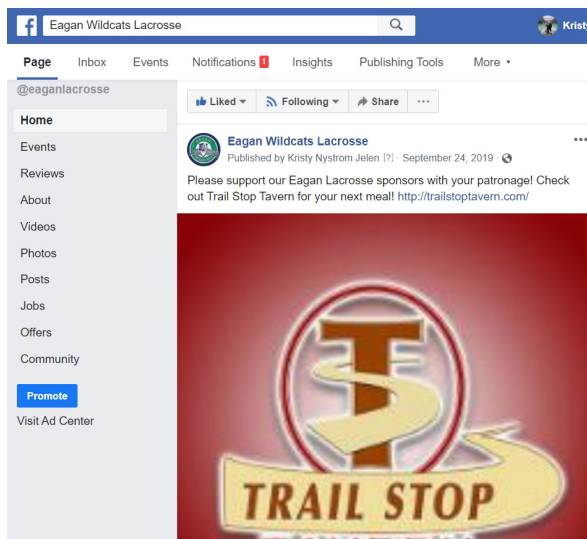 Eagan Wildcats Lacrosse
Kristy
Page Inbox Events Notifications 1 Insights Publishing Tools More
@eaganlacrosse
Liked Following Share ...
Home
Events
Reviews
About
Videos
Photos
Posts
Jobs
Offers
Community
Promote
Visit Ad Center
Eagan Wildcats Lacrosse
Published by Kristy Nystrom Jelen [?] · September 24, 2019 ·
Please support our Eagan Lacrosse sponsors with your patronage! Check
out Trail Stop Tavern for your next meal! http://trailstoptavern.com/
TS
TRAIL STOP